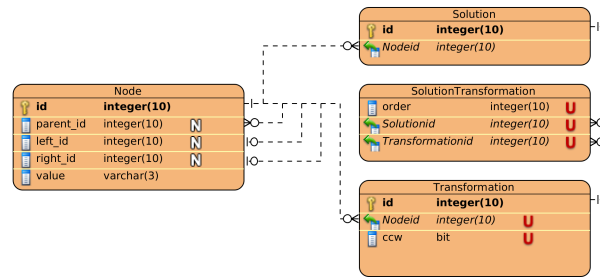 Solution
id integer(10)
Nodeid integer(10)
Node
id integer(10)
parent_id integer(10) N
left_id integer(10) N
right_id integer(10) N
value varchar(3)
SolutionTransformation
order integer(10) U
Solutionid integer(10) U
Transformationid integer(10) U
Transformation
id integer(10)
Nodeid integer(10) U
ccw bit U